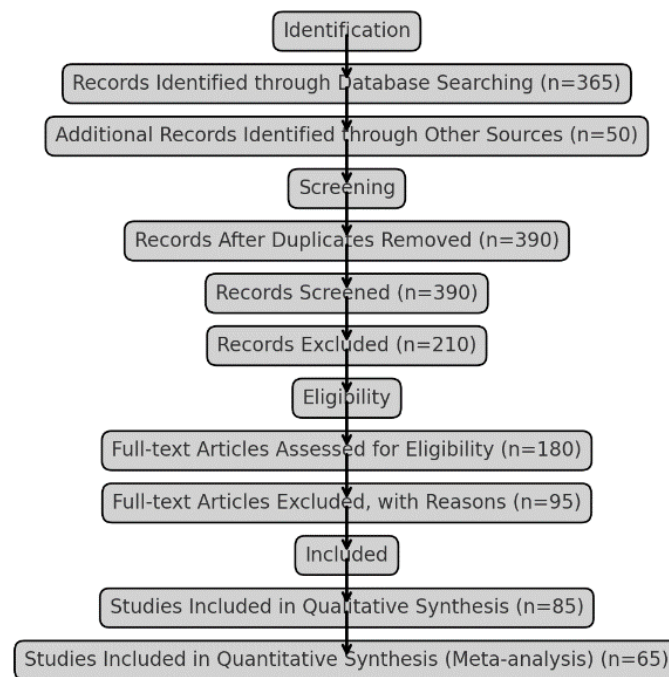 Identification
Records Identified through Database Searching (n=365)
Additional Records Identified through Other Sources (n=50)
Screening
Records After Duplicates Removed (n=390)
Records Screened (n=390)
Records Excluded (n=210)
Eligibility
Full-text Articles Assessed for Eligibility (n=180)
Full-text Articles Excluded, with Reasons (n=95)
Included
Studies Included in Qualitative Synthesis (n=85)
Studies Included in Quantitative Synthesis (Meta-analysis) (n=65)